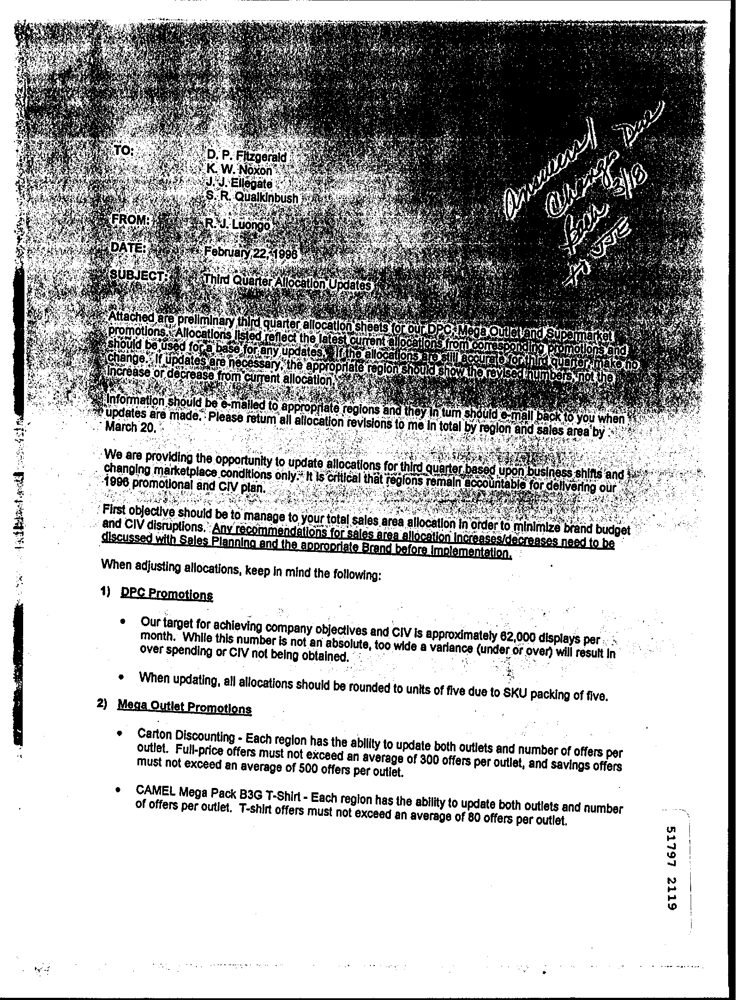 Answers/
Change Due
Back 3/18
to JJE
TO: D. P. Fitzgerald
K. W. Noxon
J. J. Ellegate
S. R. Qualkinbush
FROM: R. J. Luongo
DATE: February 22, 1996
SUBJECT: Third Quarter Allocation Updates
Attached are preliminary third quarter allocation sheets for our DPC, Mega Outlet and Supermarket
promotions. Allocations listed reflect the latest current allocations from corresponding promotions and
should be used for a base for any updates. If the allocations are still accurate for third quarter, make no
change. If updates are necessary, the appropriate region should show the revised numbers, not the
increase or decrease from current allocation.
Information should be e-mailed to appropriate regions and they in turn should e-mail back to you when
updates are made. Please return all allocation revisions to me in total by region and sales area by
March 20.
We are providing the opportunity to update allocations for third quarter based upon business shifts and
changing marketplace conditions only. It is critical that regions remain accountable for delivering our
1996 promotional and CIV plan.
First objective should be to manage to your total sales area allocation in order to minimize brand budget
and CIV disruptions. Any recommendations for sales area allocation increases/decreases need to be
discussed with Sales Planning and the appropriate Brand before implementation.
When adjusting allocations, keep in mind the following:
1) DPC Promotions
• Our target for achieving company objectives and CIV is approximately 62,000 displays per
month. While this number is not an absolute, too wide a variance (under or over) will result in
over spending or CIV not being obtained.
• When updating, all allocations should be rounded to units of five due to SKU packing of five.
2) Mega Outlet Promotions
• Carton Discounting - Each region has the ability to update both outlets and number of offers per
outlet. Full-price offers must not exceed an average of 300 offers per outlet, and savings offers
must not exceed an average of 500 offers per outlet.
• CAMEL Mega Pack B3G T-Shirt - Each region has the ability to update both outlets and number
of offers per outlet. T-shirt offers must not exceed an average of 80 offers per outlet.
51797 2119